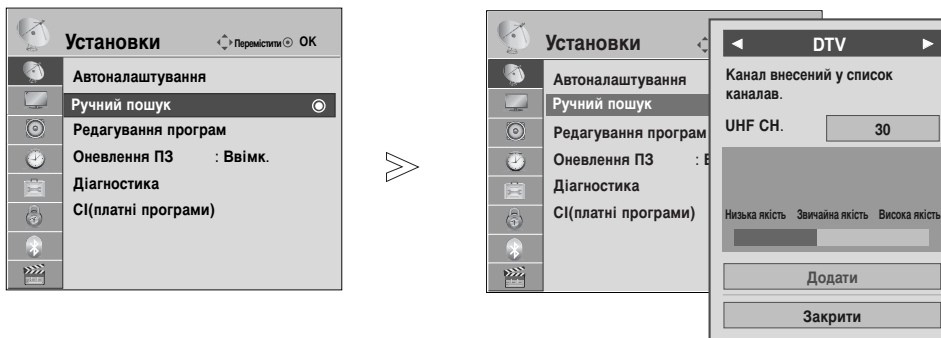 Установки Перемістити OK
Автоналаштування
Ручний пошук
Редагування програм
Оневлення ПЗ : Ввімк.
Діагностика
CI(платні програми)
Установки
Автоналаштування
Ручний пошук
Редагування програм
Оневлення ПЗ : В
Діагностика
CI(платні програми)
DTV
Канал внесений у список
каналав.
UHF CH. 30
Низька якість Звичайна якість Висока якість
Додати
Закрити